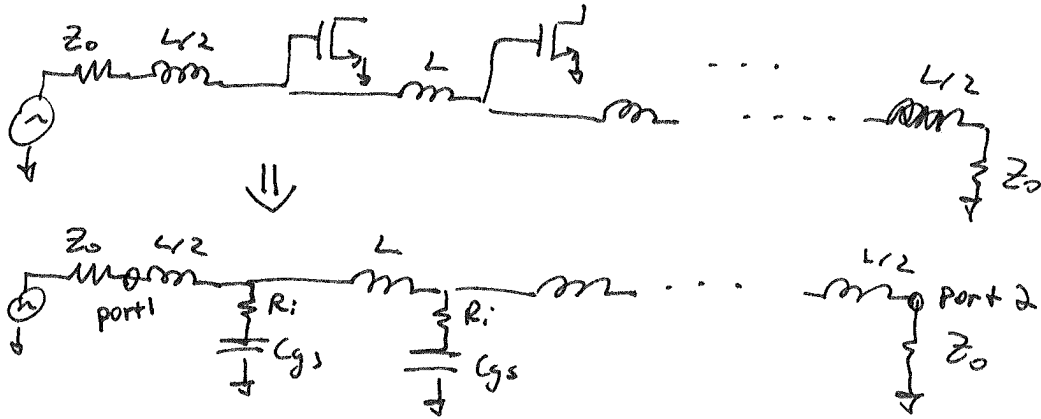 Z₀ L/2
L
. . .
L/2
. . . .
Z₀
⇓
Z₀ L/2 L L/2
port1 Ri Ri . . . port 2
Cgs Cgs Z₀